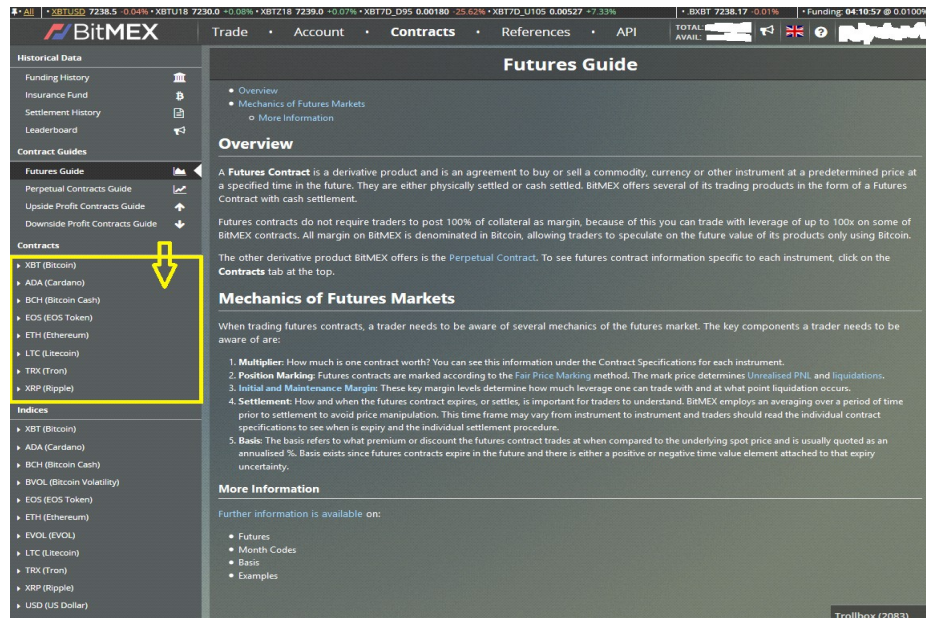 All • XBTUSD 7238.5 -0.04% • XBTU18 7230.0 +0.08% • XBTZ18 7239.0 +0.07% • XBT7D_D95 0.00180 -25.62% • XBT7D_U105 0.00527 +7.33% • .BXBT 7238.17 -0.01% • Funding: 04:10:57 @ 0.0100%
BitMEX Trade • Account • Contracts • References • API
TOTAL:
AVAIL:
Historical Data
Funding History
Insurance Fund
Settlement History
Leaderboard
Contract Guides
Futures Guide
Perpetual Contracts Guide
Upside Profit Contracts Guide
Downside Profit Contracts Guide
Contracts
XBT (Bitcoin)
ADA (Cardano)
BCH (Bitcoin Cash)
EOS (EOS Token)
ETH (Ethereum)
LTC (Litecoin)
TRX (Tron)
XRP (Ripple)
Indices
XBT (Bitcoin)
ADA (Cardano)
BCH (Bitcoin Cash)
BVOL (Bitcoin Volatility)
EOS (EOS Token)
ETH (Ethereum)
EVOL (EVOL)
LTC (Litecoin)
TRX (Tron)
XRP (Ripple)
USD (US Dollar)
Futures Guide
• Overview
• Mechanics of Futures Markets
o More Information
Overview
A Futures Contract is a derivative product and is an agreement to buy or sell a commodity, currency or other instrument at a predetermined price at
a specified time in the future. They are either physically settled or cash settled. BitMEX offers several of its trading products in the form of a Futures
Contract with cash settlement.
Futures contracts do not require traders to post 100% of collateral as margin, because of this you can trade with leverage of up to 100x on some of
BitMEX contracts. All margin on BitMEX is denominated in Bitcoin, allowing traders to speculate on the future value of its products only using Bitcoin.
The other derivative product BitMEX offers is the Perpetual Contract. To see futures contract information specific to each instrument, click on the
Contracts tab at the top.
Mechanics of Futures Markets
When trading futures contracts, a trader needs to be aware of several mechanics of the futures market. The key components a trader needs to be
aware of are:
1. Multiplier: How much is one contract worth? You can see this information under the Contract Specifications for each instrument.
2. Position Marking: Futures contracts are marked according to the Fair Price Marking method. The mark price determines Unrealised PNL and liquidations.
3. Initial and Maintenance Margin: These key margin levels determine how much leverage one can trade with and at what point liquidation occurs.
4. Settlement: How and when the futures contract expires, or settles, is important for traders to understand. BitMEX employs an averaging over a period of time
prior to settlement to avoid price manipulation. This time frame may vary from instrument to instrument and traders should read the individual contract
specifications to see when is expiry and the individual settlement procedure.
5. Basis: The basis refers to what premium or discount the futures contract trades at when compared to the underlying spot price and is usually quoted as an
annualised %. Basis exists since futures contracts expire in the future and there is either a positive or negative time value element attached to that expiry
uncertainty.
More Information
Further information is available on:
• Futures
• Month Codes
• Basis
• Examples
Trollbox (2083)